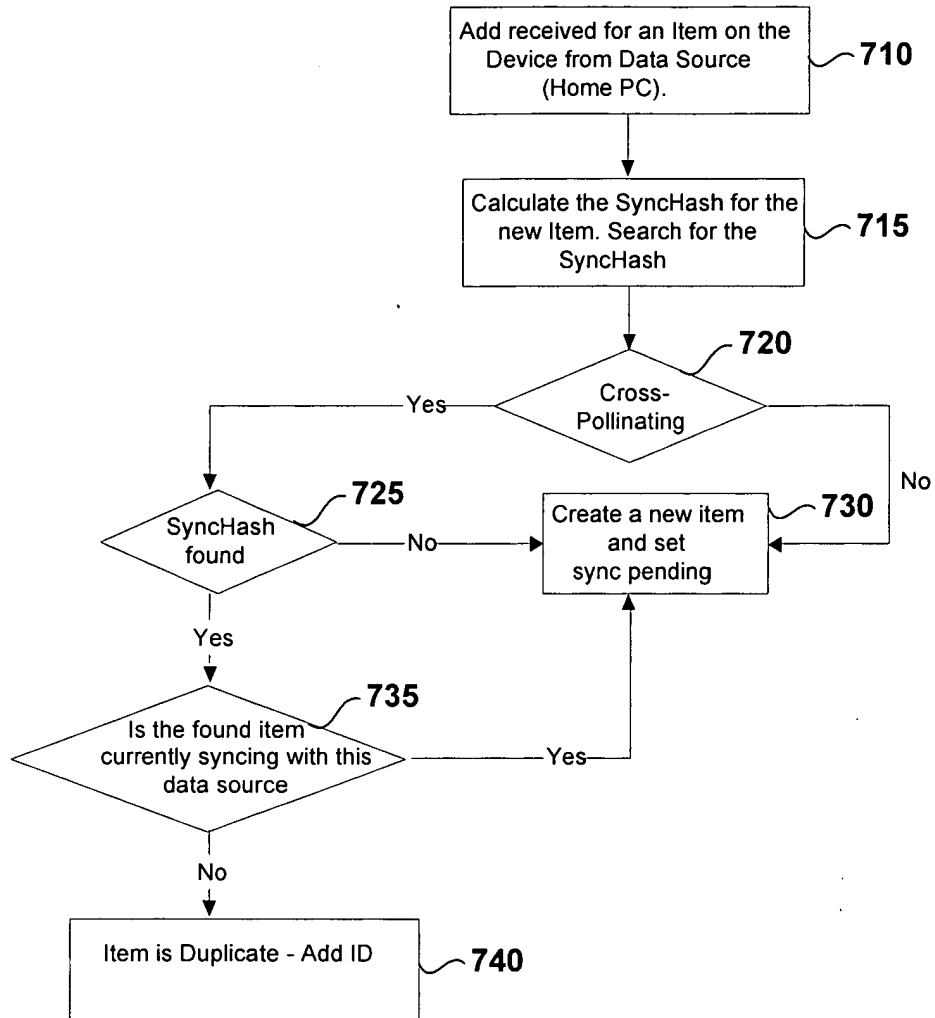 Add received for an Item on the
Device from Data Source
(Home PC).
710
Calculate the SyncHash for the
new Item. Search for the
SyncHash
715
720
Cross-
Pollinating
Yes
No
725
SyncHash
found
No
730
Create a new item
and set
sync pending
Yes
735
Is the found item
currently syncing with this
data source
Yes
No
Item is Duplicate - Add ID
740